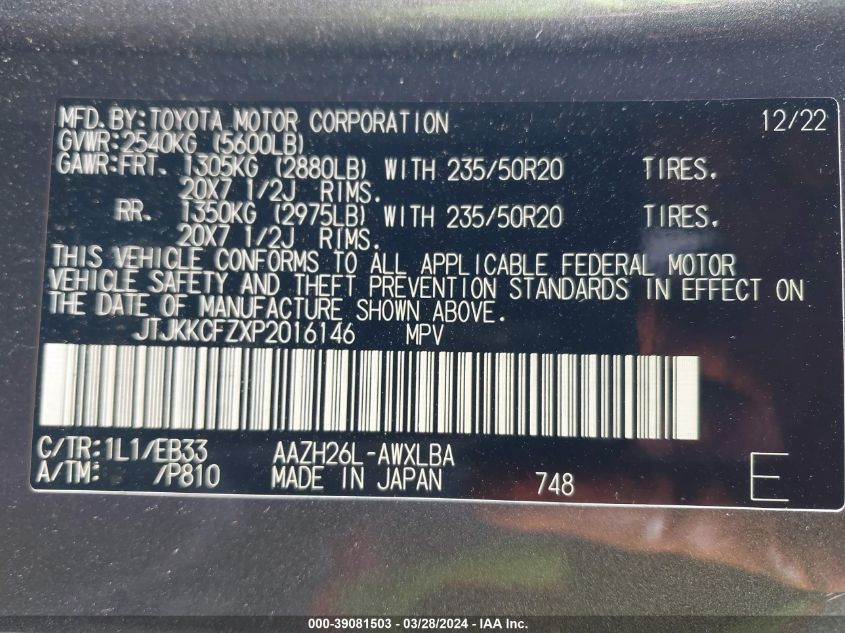 MFD.BY:TOYOTA MOTOR CORPORATION 12/22
GVWR:2540KG (5600LB)
GAWR:FRT. 1305KG (2880LB) WITH 235/50R20 TIRES.
20X7 1/2J RIMS.
RR. 1350KG (2975LB) WITH 235/50R20 TIRES.
20X7 1/2J RIMS.
THIS VEHICLE CONFORMS TO ALL APPLICABLE FEDERAL MOTOR
VEHICLE SAFETY AND THEFT PREVENTION STANDARDS IN EFFECT ON
THE DATE OF MANUFACTURE SHOWN ABOVE.
JTJKKCFZXP2016146 MPV
C/TR:1L1/EB33 AAZH26L-AWXLBA
A/TM: /P810 MADE IN JAPAN 748 E
000-39081503 - 03/28/2024 - IAA Inc.